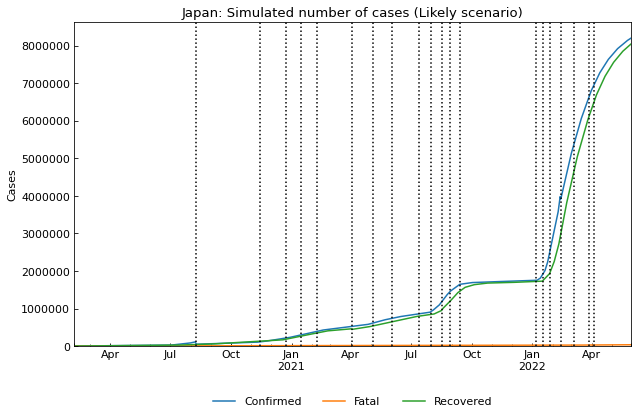 Japan: Simulated number of cases (Likely scenario)
8000000
7000000
6000000
5000000
4000000
3000000
2000000
1000000
0
Cases
Apr Jul Oct Jan Apr Jul Oct Jan Apr
2021 2022
Confirmed Fatal Recovered